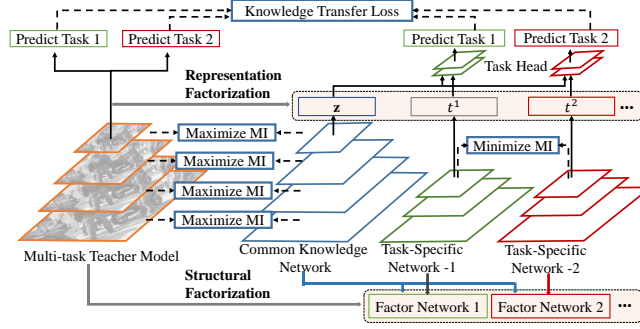 Knowledge Transfer Loss
Predict Task 1
Predict Task 2
Predict Task 1
Predict Task 2
Task Head
Representation
Factorization
z
t¹
t²
...
Maximize MI
Maximize MI
Maximize MI
Maximize MI
Minimize MI
Multi-task Teacher Model
Common Knowledge
Network
Task-Specific
Network -1
Task-Specific
Network -2
Structural
Factorization
Factor Network 1
Factor Network 2
...